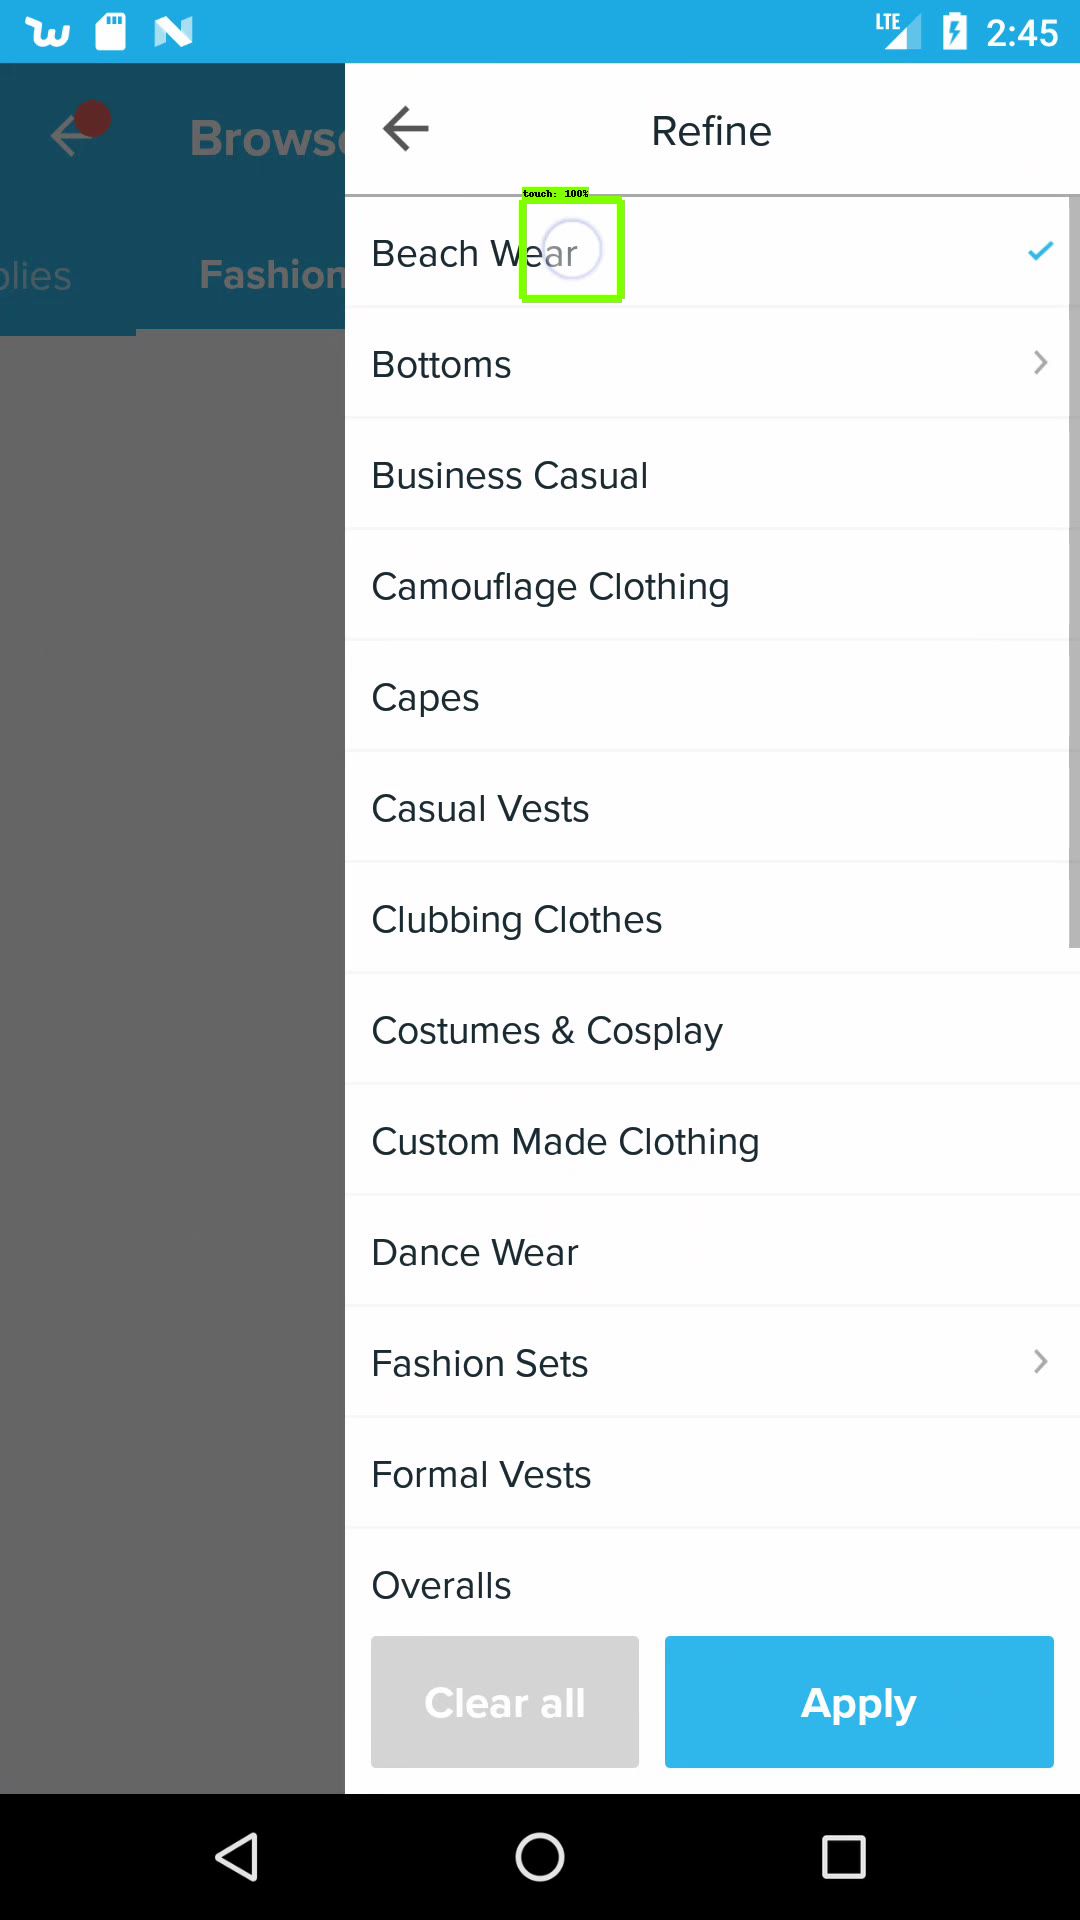 LTE 2:45
Browse
Refine
touch: 100%
plies
Fashion
Beach Wear
Bottoms
Business Casual
Camouflage Clothing
Capes
Casual Vests
Clubbing Clothes
Costumes & Cosplay
Custom Made Clothing
Dance Wear
Fashion Sets
Formal Vests
Overalls
Clear all
Apply